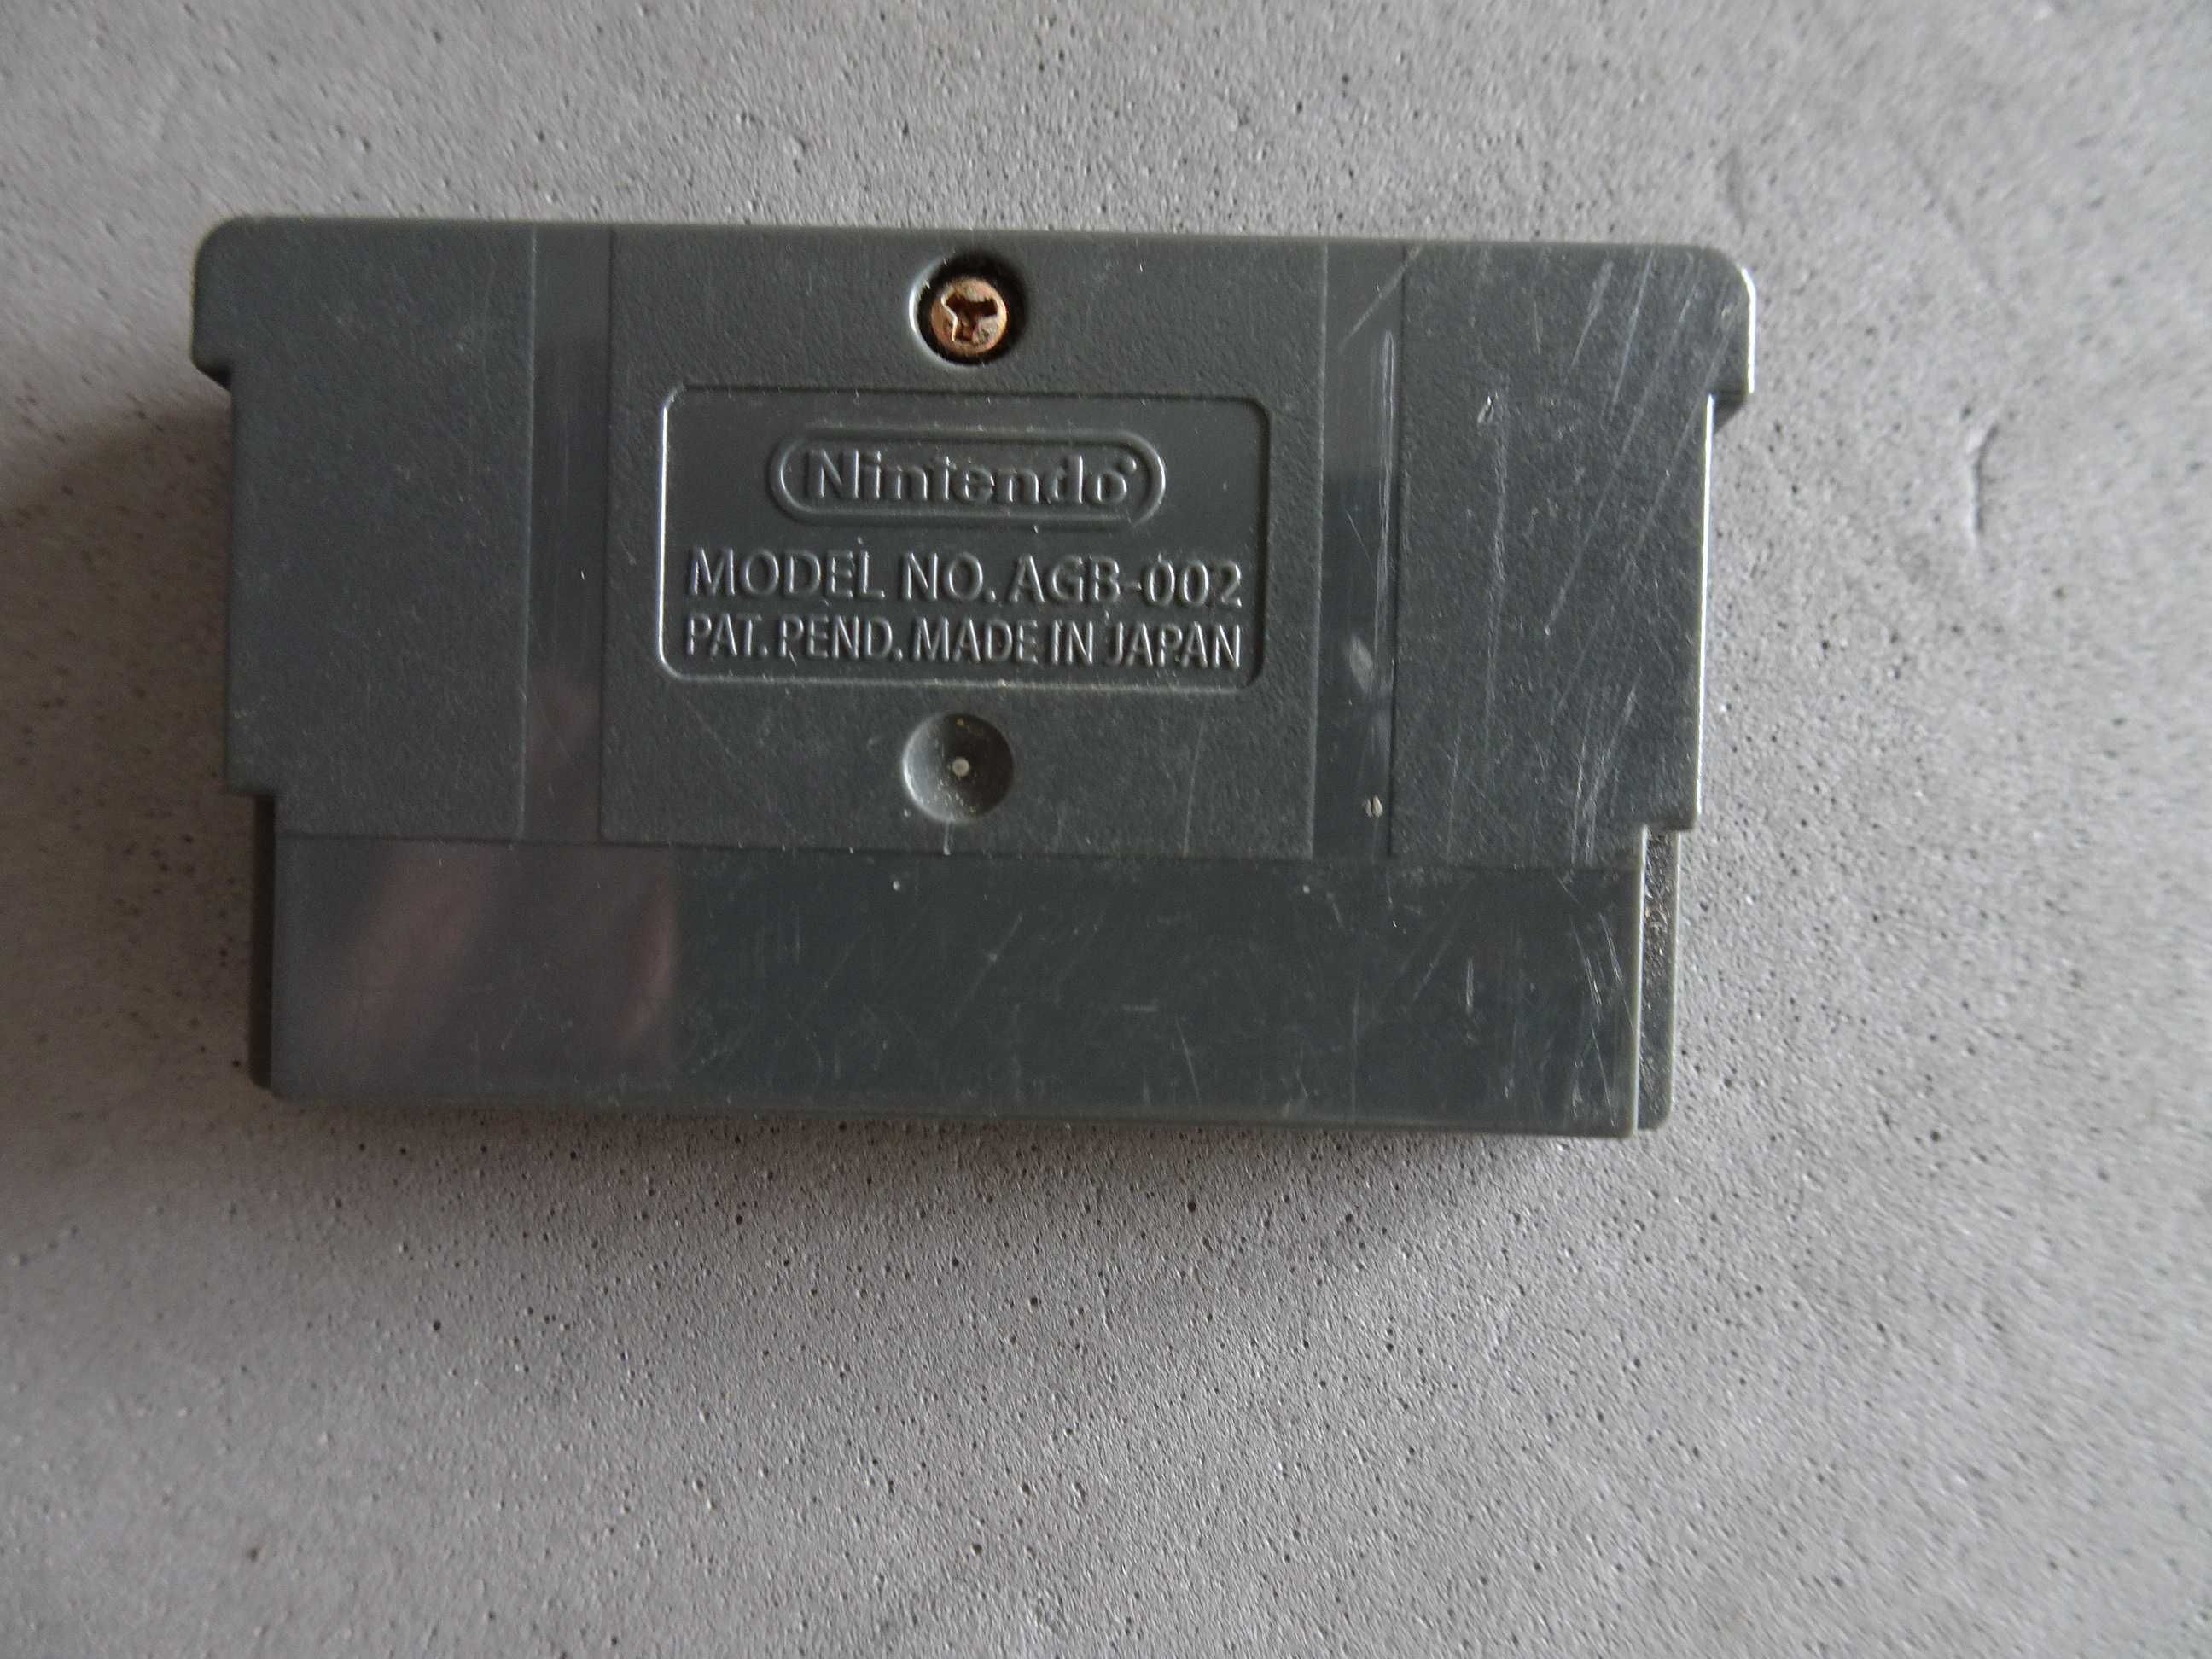 Nintendo
MODEL NO. AGB-002
PAT. PEND. MADE IN JAPAN